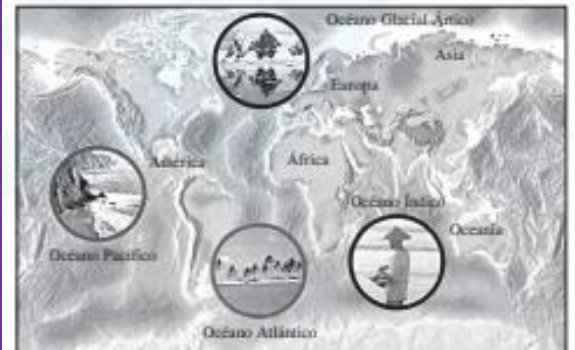 Océano Glacial Ártico
Asia
Europa
América
África
Océano Índico
Oceanía
Océano Pacífico
Océano Atlántico